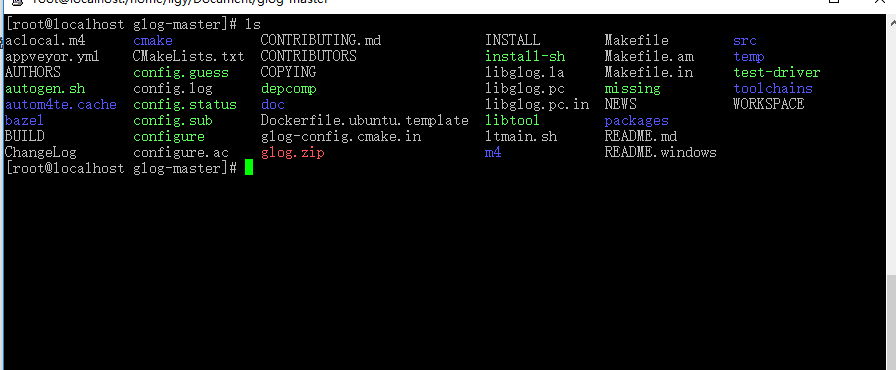 root@localhost:/home/ligy/Document/glog-master
[root@localhost glog-master]# ls
aclocal.m4 cmake CONTRIBUTING.md INSTALL Makefile src
appveyor.yml CMakeLists.txt CONTRIBUTORS install-sh Makefile.am temp
AUTHORS config.guess COPYING libglog.la Makefile.in test-driver
autogen.sh config.log depcomp libglog.pc missing toolchains
autom4te.cache config.status doc libglog.pc.in NEWS WORKSPACE
bazel config.sub Dockerfile.ubuntu.template libtool packages
BUILD configure glog-config.cmake.in ltmain.sh README.md
ChangeLog configure.ac glog.zip m4 README.windows
[root@localhost glog-master]#